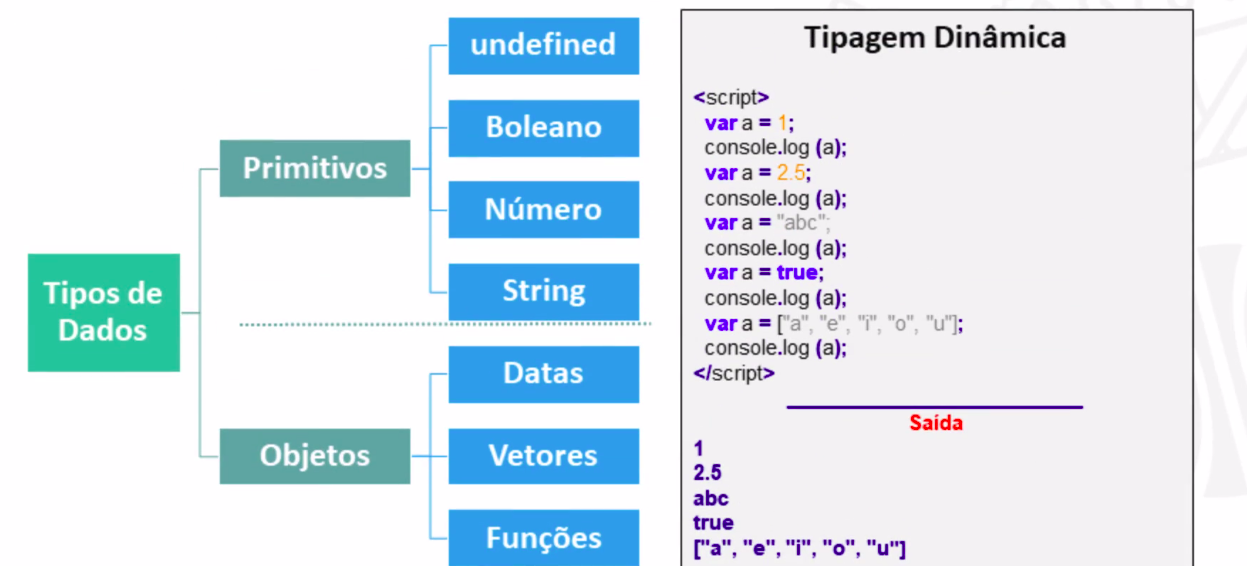 Tipos de
Dados
Primitivos
undefined
Boleano
Número
String
Objetos
Datas
Vetores
Funções
Tipagem Dinâmica
<script>
var a = 1;
console.log (a);
var a = 2.5;
console.log (a);
var a = "abc";
console.log (a);
var a = true;
console.log (a);
var a = ["a", "e", "i", "o", "u"];
console.log (a);
</script>
Saída
1
2.5
abc
true
["a", "e", "i", "o", "u"]